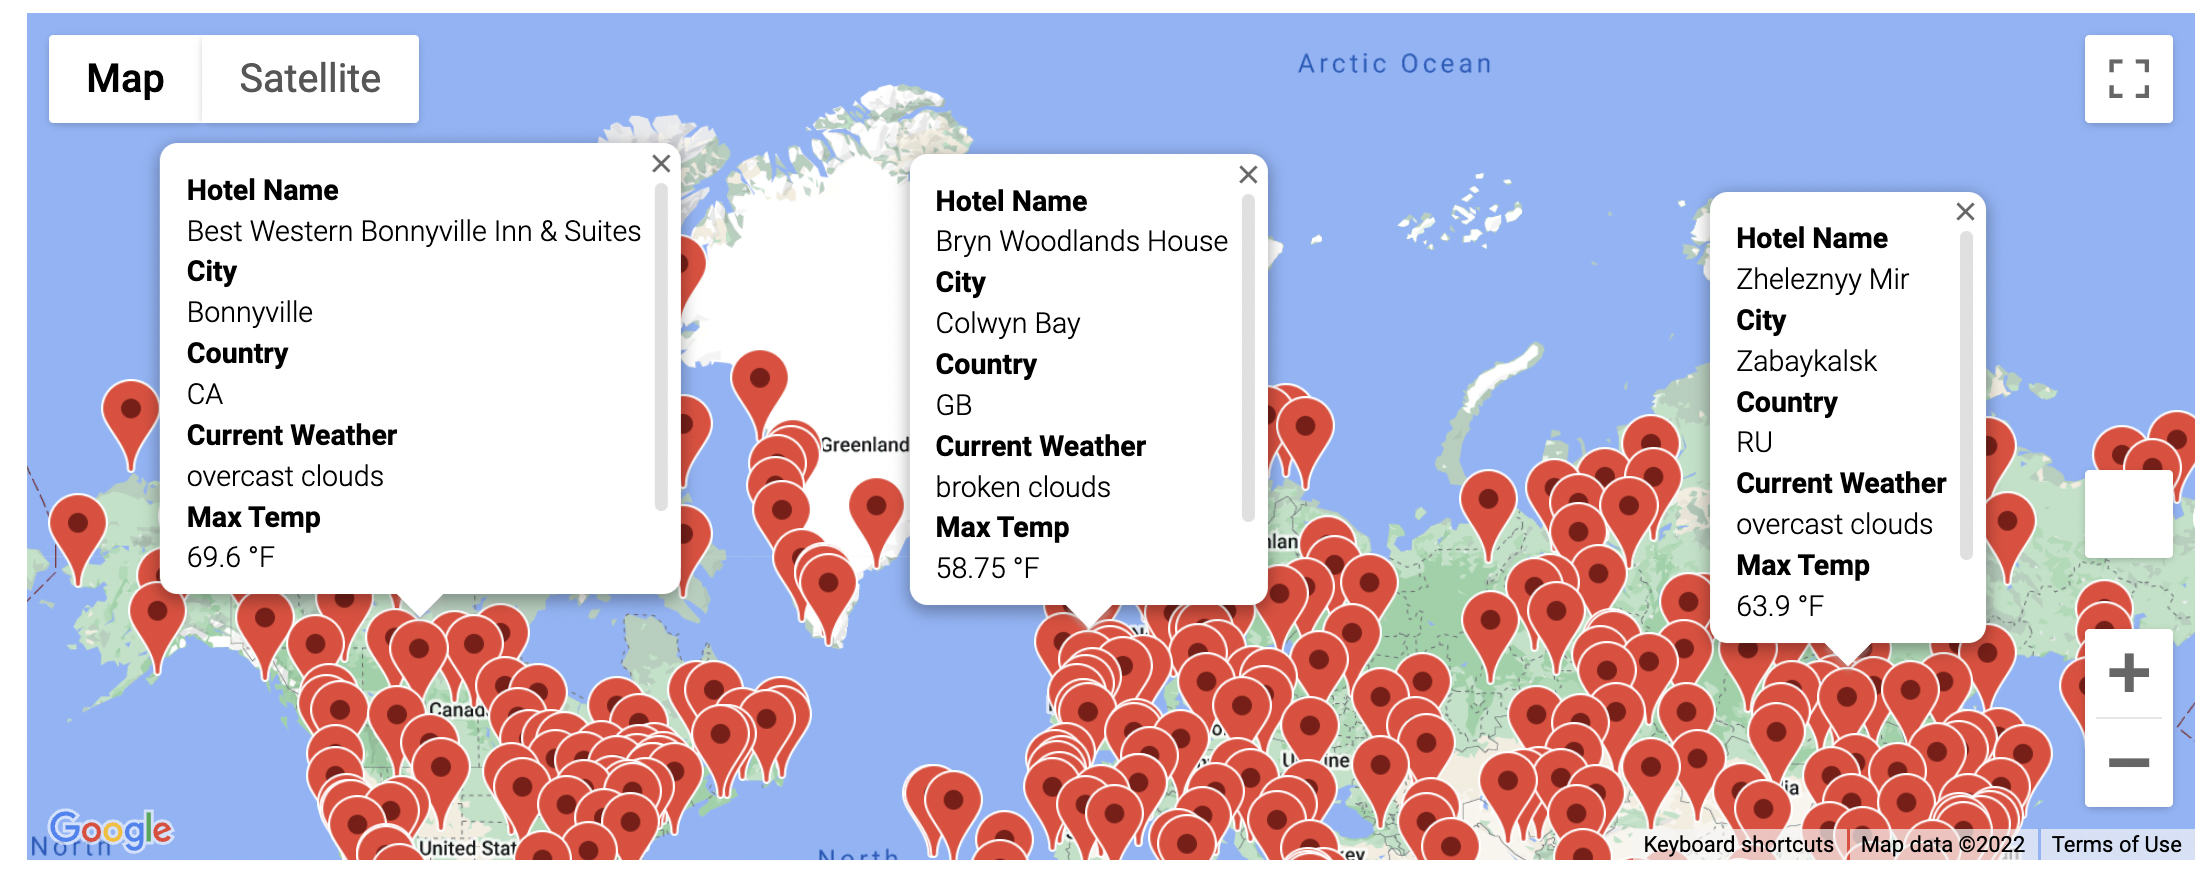 Map
Satellite
Arctic Ocean
Hotel Name
Best Western Bonnyville Inn & Suites
City
Bonnyville
Country
CA
Current Weather
overcast clouds
Max Temp
69.6 °F
Hotel Name
Bryn Woodlands House
City
Colwyn Bay
Country
GB
Current Weather
broken clouds
Max Temp
58.75 °F
Hotel Name
Zheleznyy Mir
City
Zabaykalsk
Country
RU
Current Weather
overcast clouds
Max Temp
63.9 °F
Greenland
Canad
United Stat
Google
North
North
Keyboard shortcuts
Map data ©2022
Terms of Use